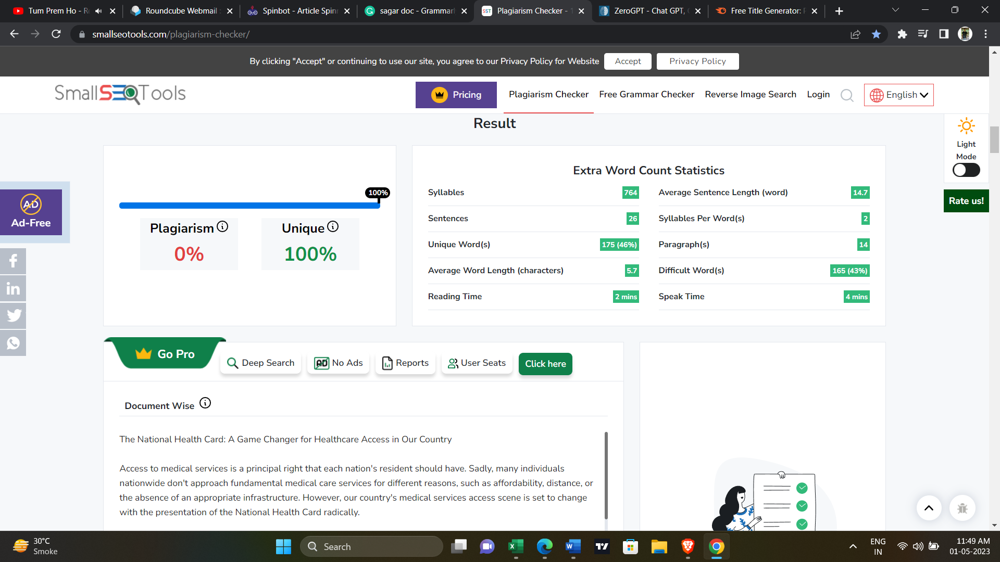 Tum Prem Ho - R
Roundcube Webmail :
Spinbot - Article Spinn
sagar doc - Grammarl
SST
Plagiarism Checker - 1
ZeroGPT - Chat GPT,
Free Title Generator:
smallseotools.com/plagiarism-checker/
By clicking "Accept" or continuing to use our site, you agree to our Privacy Policy for Website
Accept
Privacy Policy
SmallSEOTools
Pricing
Plagiarism Checker
Free Grammar Checker
Reverse Image Search
Login
English
Result
Light
Mode
Rate us!
AD
Ad-Free
100%
Plagiarism
0%
Unique
100%
Extra Word Count Statistics
Syllables 764
Average Sentence Length (word) 14.7
Sentences 26
Syllables Per Word(s) 2
Unique Word(s) 175 (46%)
Paragraph(s) 14
Average Word Length (characters) 5.7
Difficult Word(s) 165 (43%)
Reading Time 2 mins
Speak Time 4 mins
Go Pro
Deep Search
AD No Ads
Reports
User Seats
Click here
Document Wise
The National Health Card: A Game Changer for Healthcare Access in Our Country
Access to medical services is a principal right that each nation's resident should have. Sadly, many individuals
nationwide don't approach fundamental medical care services for different reasons, such as affordability, distance, or
the absence of an appropriate infrastructure. However, our country's medical services access scene is set to change
with the presentation of the National Health Card radically.
30°C
Smoke
Search
ENG
IN
11:49 AM
01-05-2023